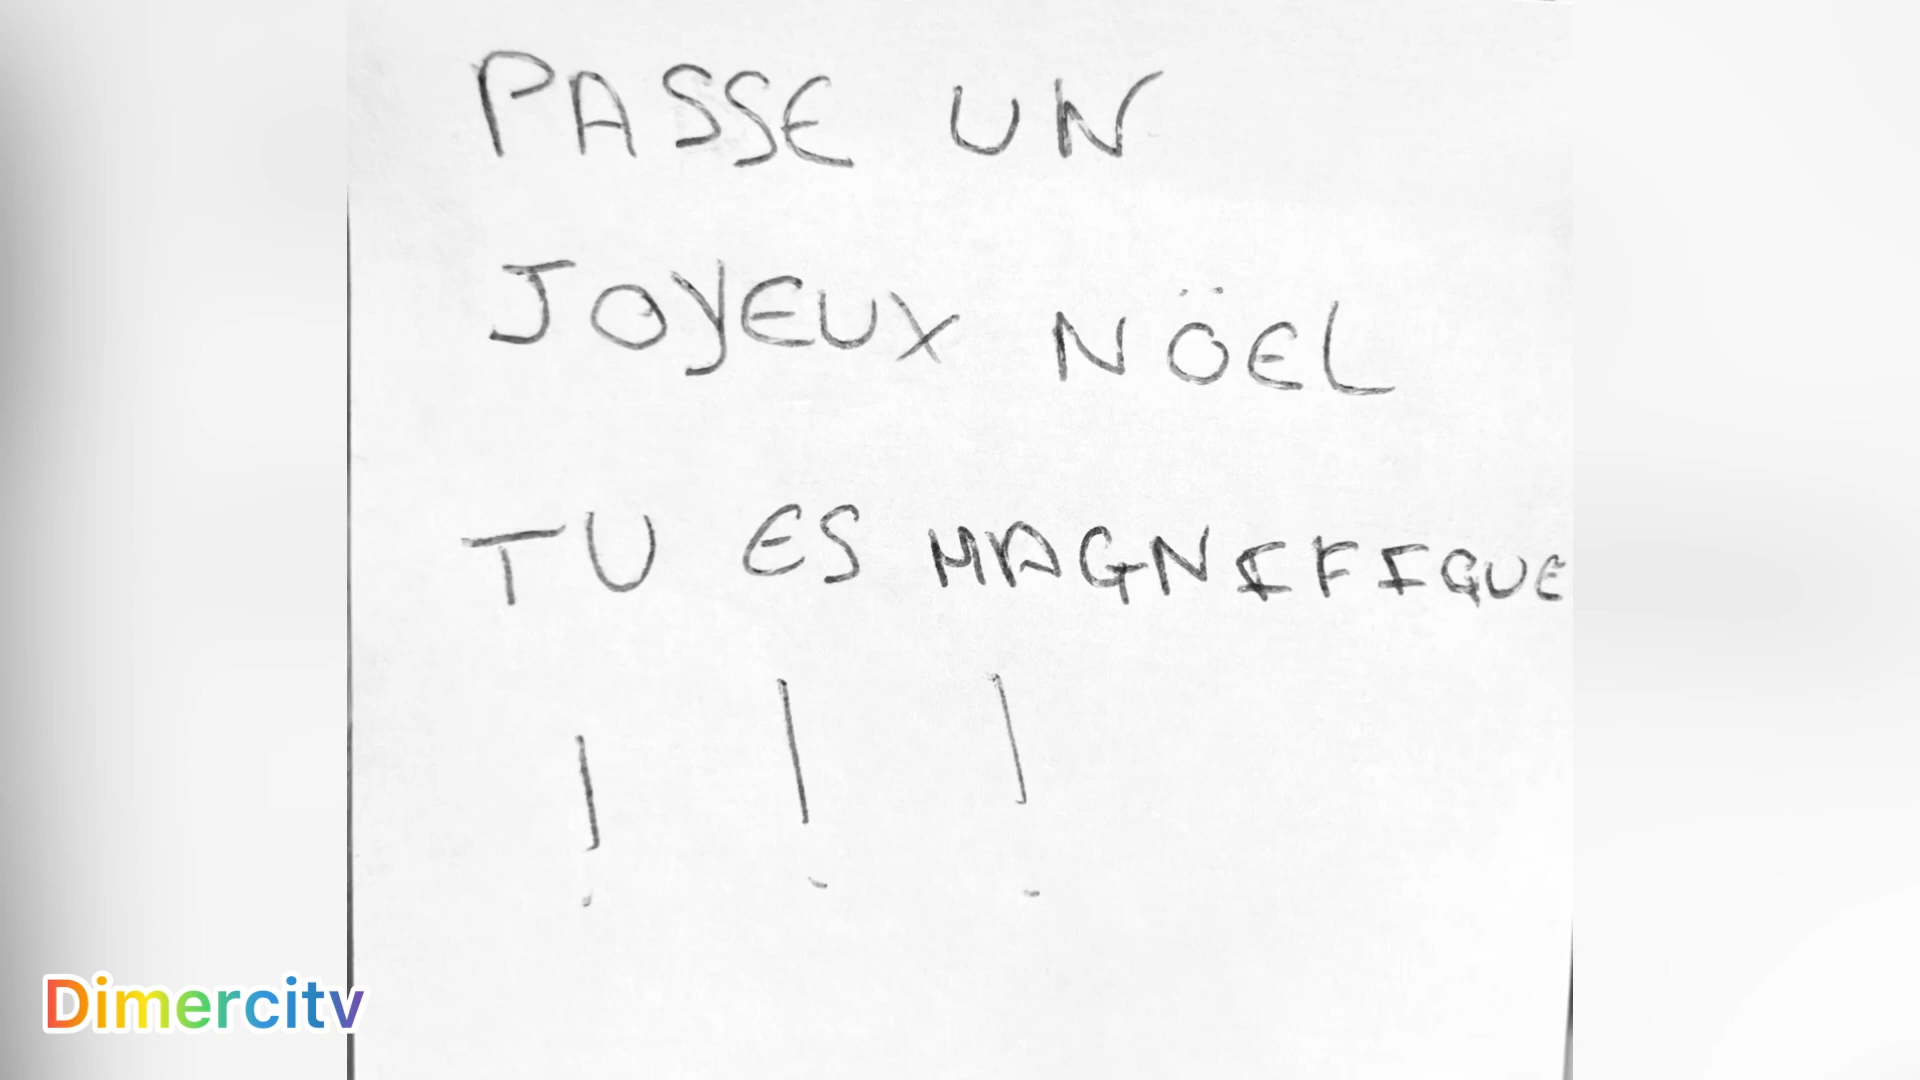 PASSE UN
JOYEUX NÖEL
TU ES MAGNIFIQUE
! ! !
Dimercitv